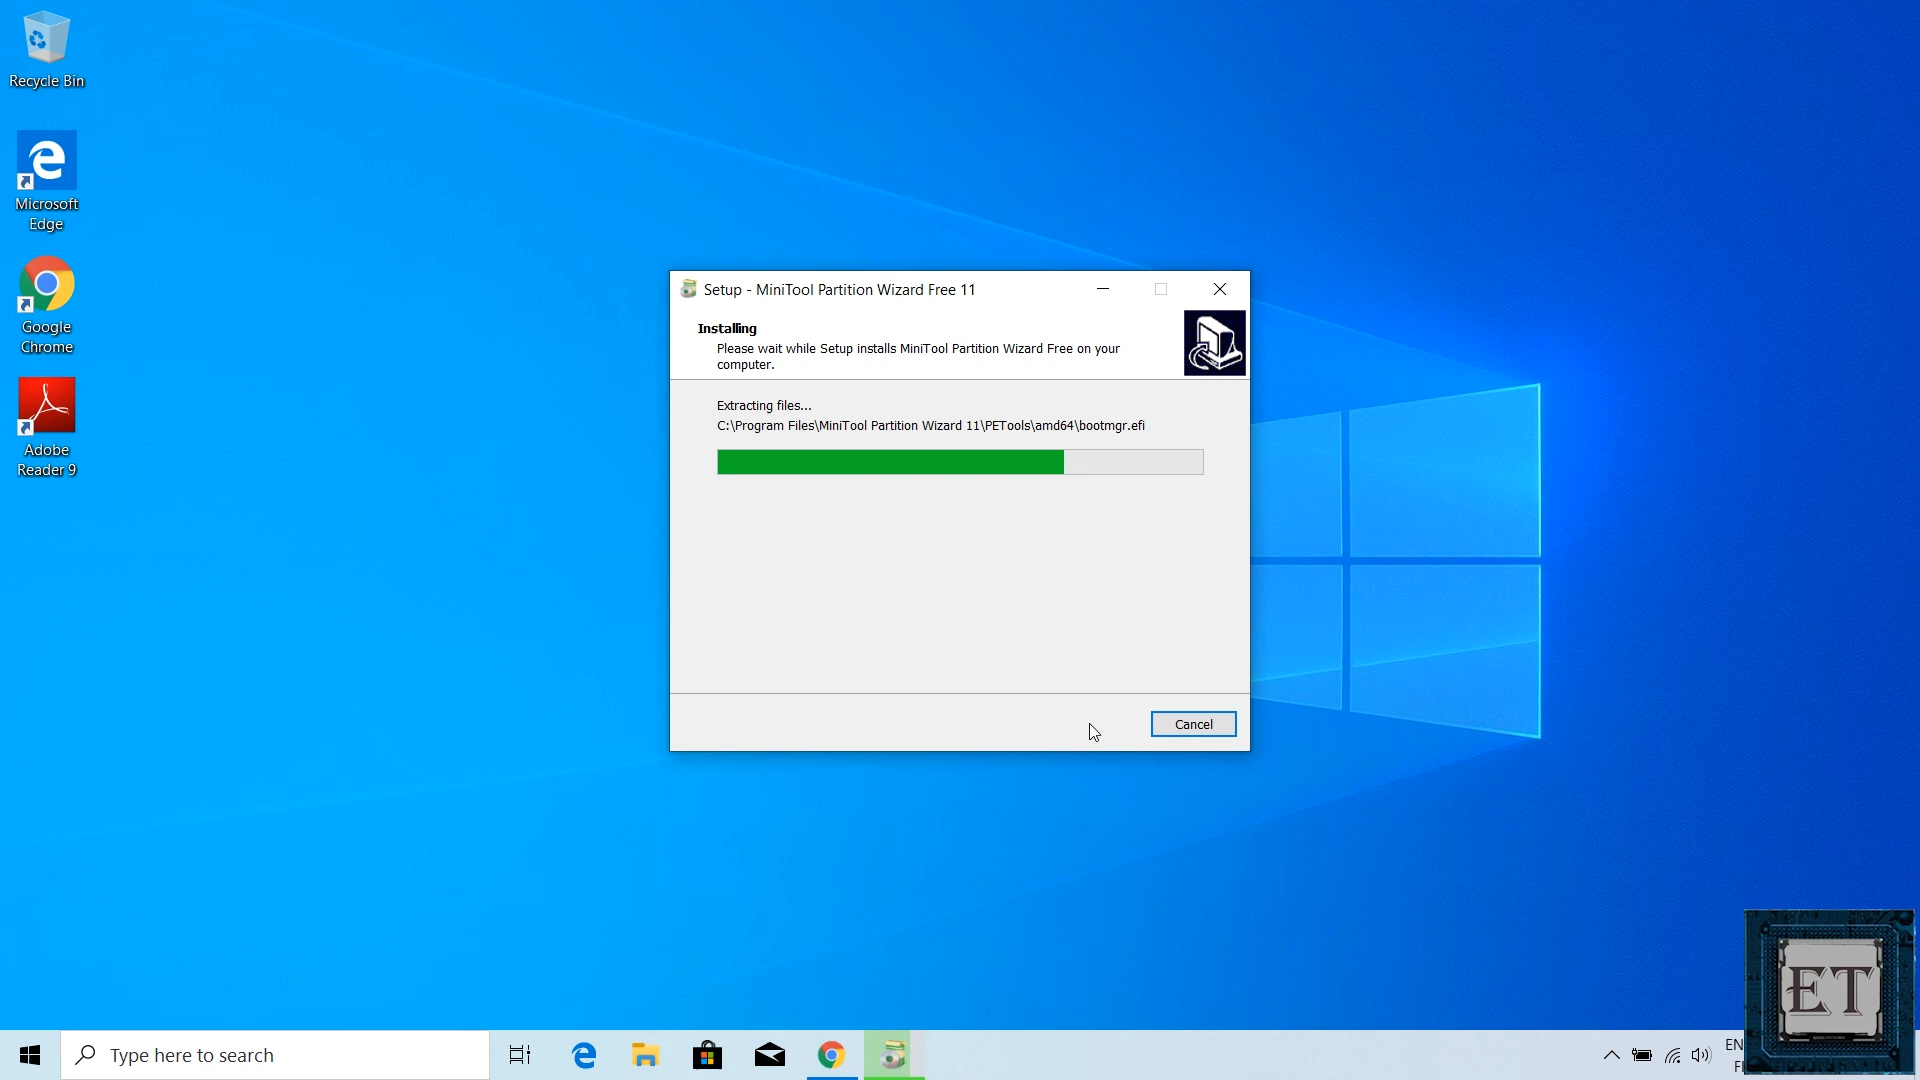 Recycle Bin
Microsoft
Edge
Google
Chrome
Adobe
Reader 9
Setup - MiniTool Partition Wizard Free 11
Installing
Please wait while Setup installs MiniTool Partition Wizard Free on your
computer.
Extracting files...
C:\Program Files\MiniTool Partition Wizard 11\PETools\amd64\bootmgr.efi
Cancel
Type here to search
EN
ET